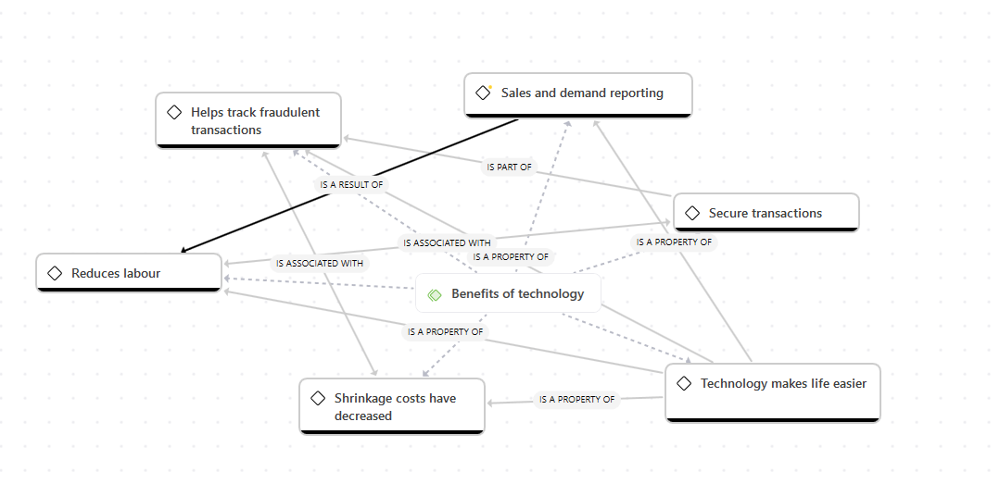 Sales and demand reporting
Helps track fraudulent
transactions
IS PART OF
IS A RESULT OF
Secure transactions
IS ASSOCIATED WITH
IS A PROPERTY OF
IS A PROPERTY OF
IS ASSOCIATED WITH
Reduces labour
Benefits of technology
IS A PROPERTY OF
Technology makes life easier
Shrinkage costs have
decreased
IS A PROPERTY OF